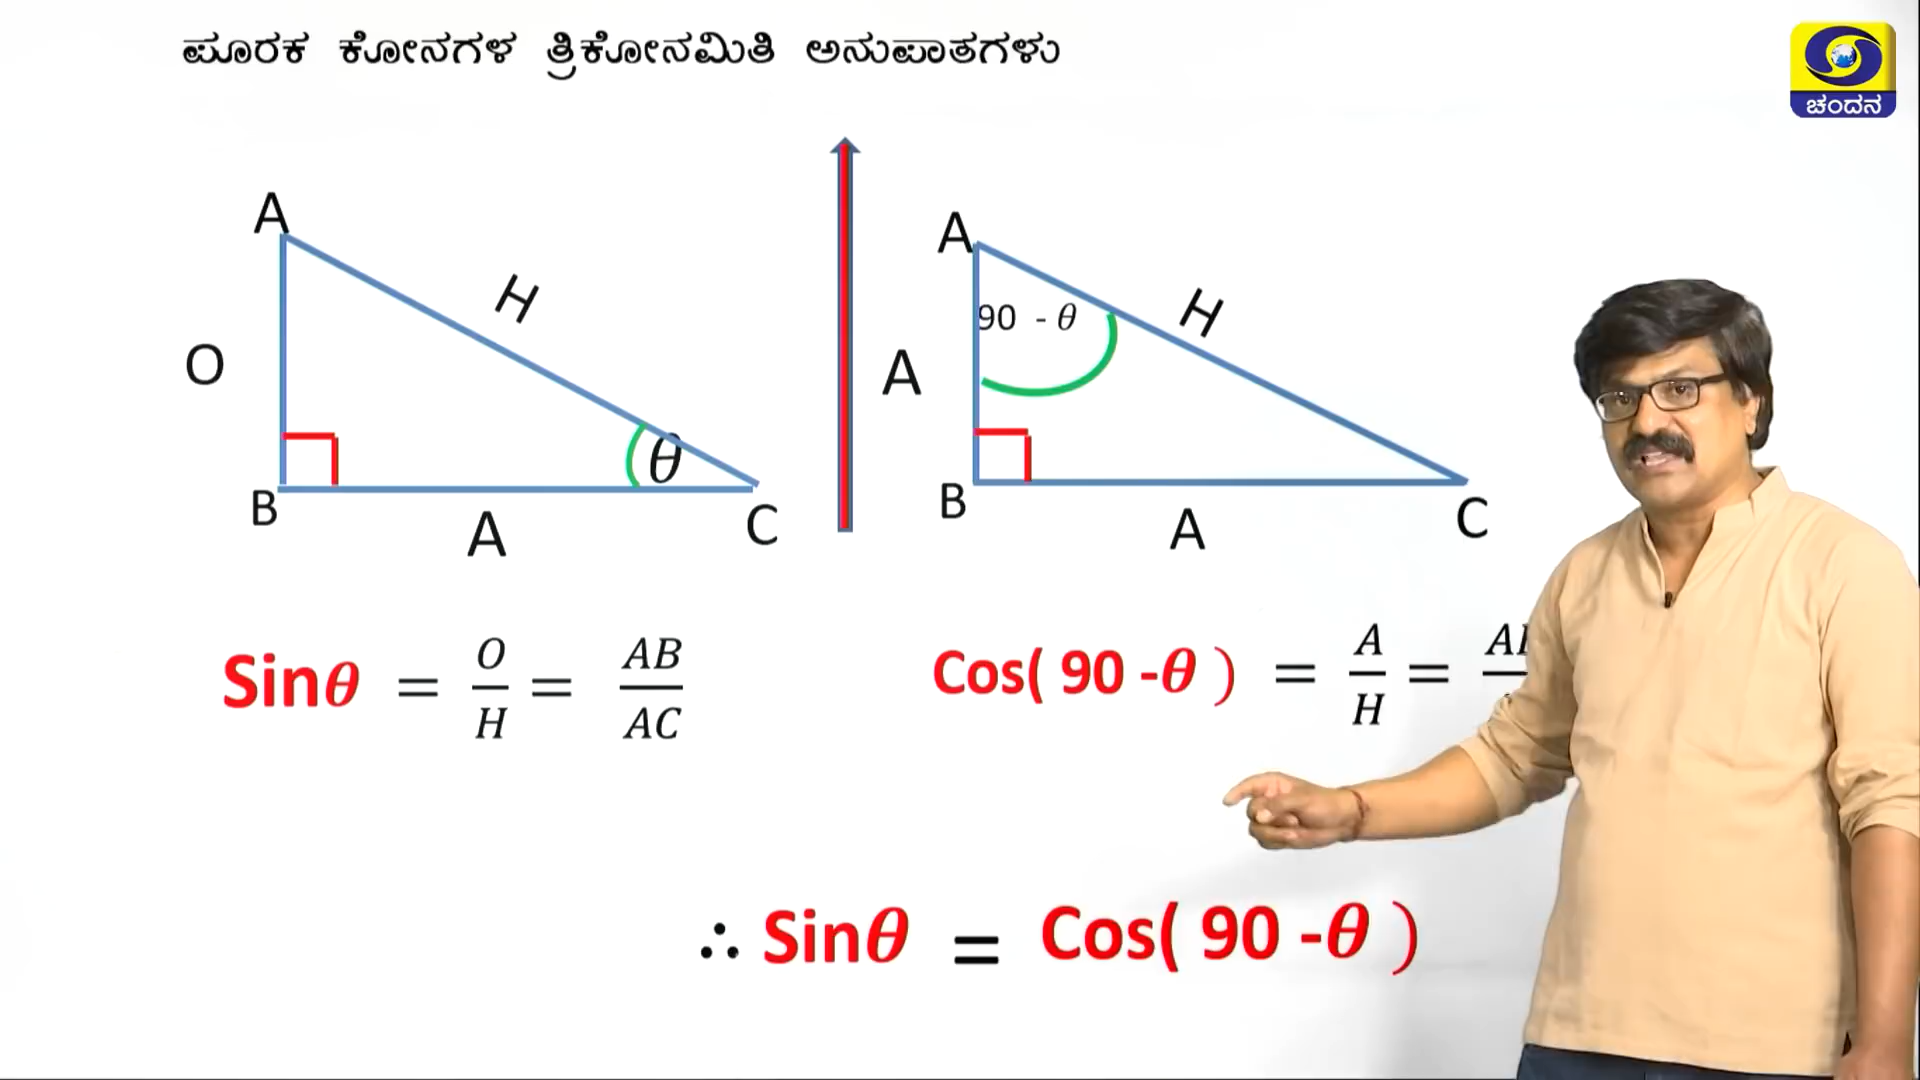 ಪೂರಕ ಕೋನಗಳ ತ್ರಿಕೋನಮಿತಿ ಅನುಪಾತಗಳು
ಚಂದನ
A
H
O
θ
B
A
C
A
90 - θ
H
A
B
A
C
Sinθ = O/H = AB/AC
Cos( 90 -θ ) = A/H =
∴ Sinθ = Cos( 90 -θ )